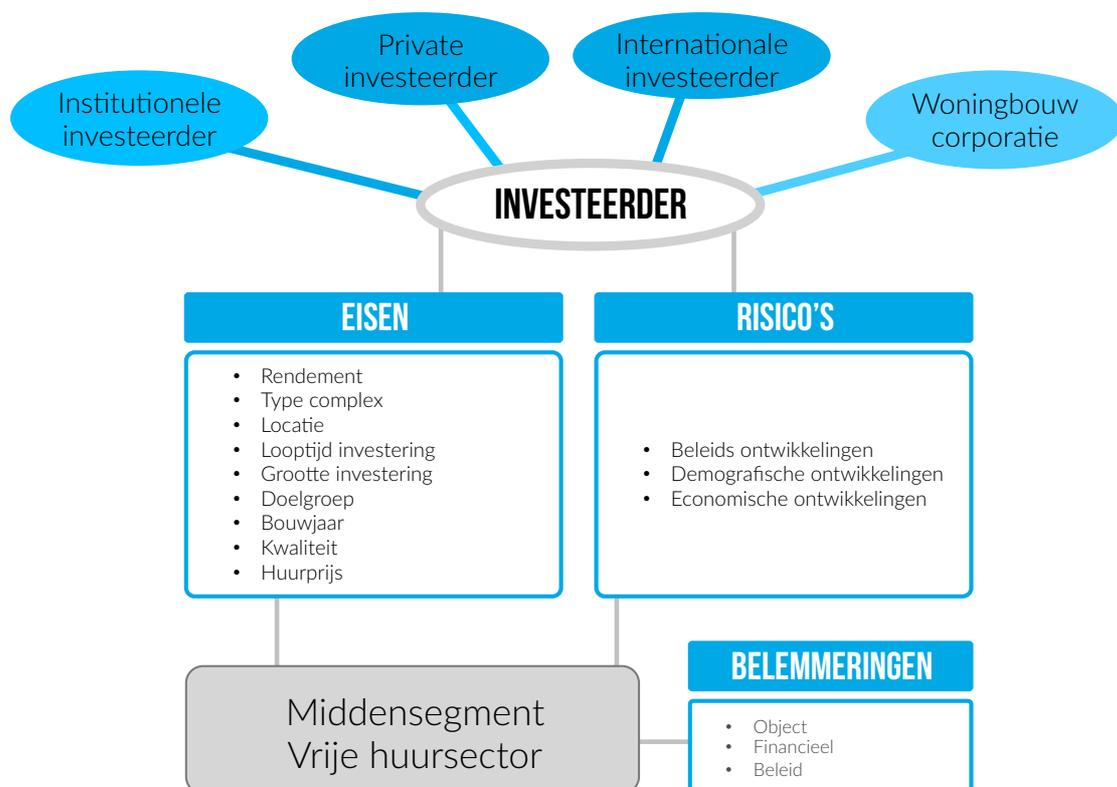 Private
investeerder
Internationale
investeerder
Institutionele
investeerder
Woningbouw
corporatie
INVESTEERDER
EISEN
RISICO'S
• Rendement
• Type complex
• Locatie
• Looptijd investering
• Grootte investering
• Doelgroep
• Bouwjaar
• Kwaliteit
• Huurprijs
• Beleids ontwikkelingen
• Demografische ontwikkelingen
• Economische ontwikkelingen
BELEMMERINGEN
Middensegment
Vrije huursector
• Object
• Financieel
• Beleid